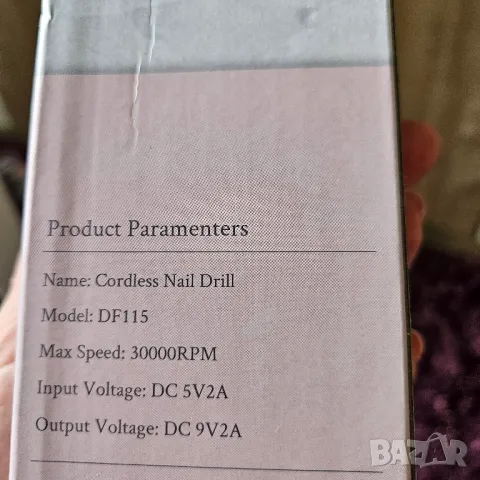 Product Paramenters
Name: Cordless Nail Drill
Model: DF115
Max Speed: 30000RPM
Input Voltage: DC 5V2A
Output Voltage: DC 9V2A
BAZAR